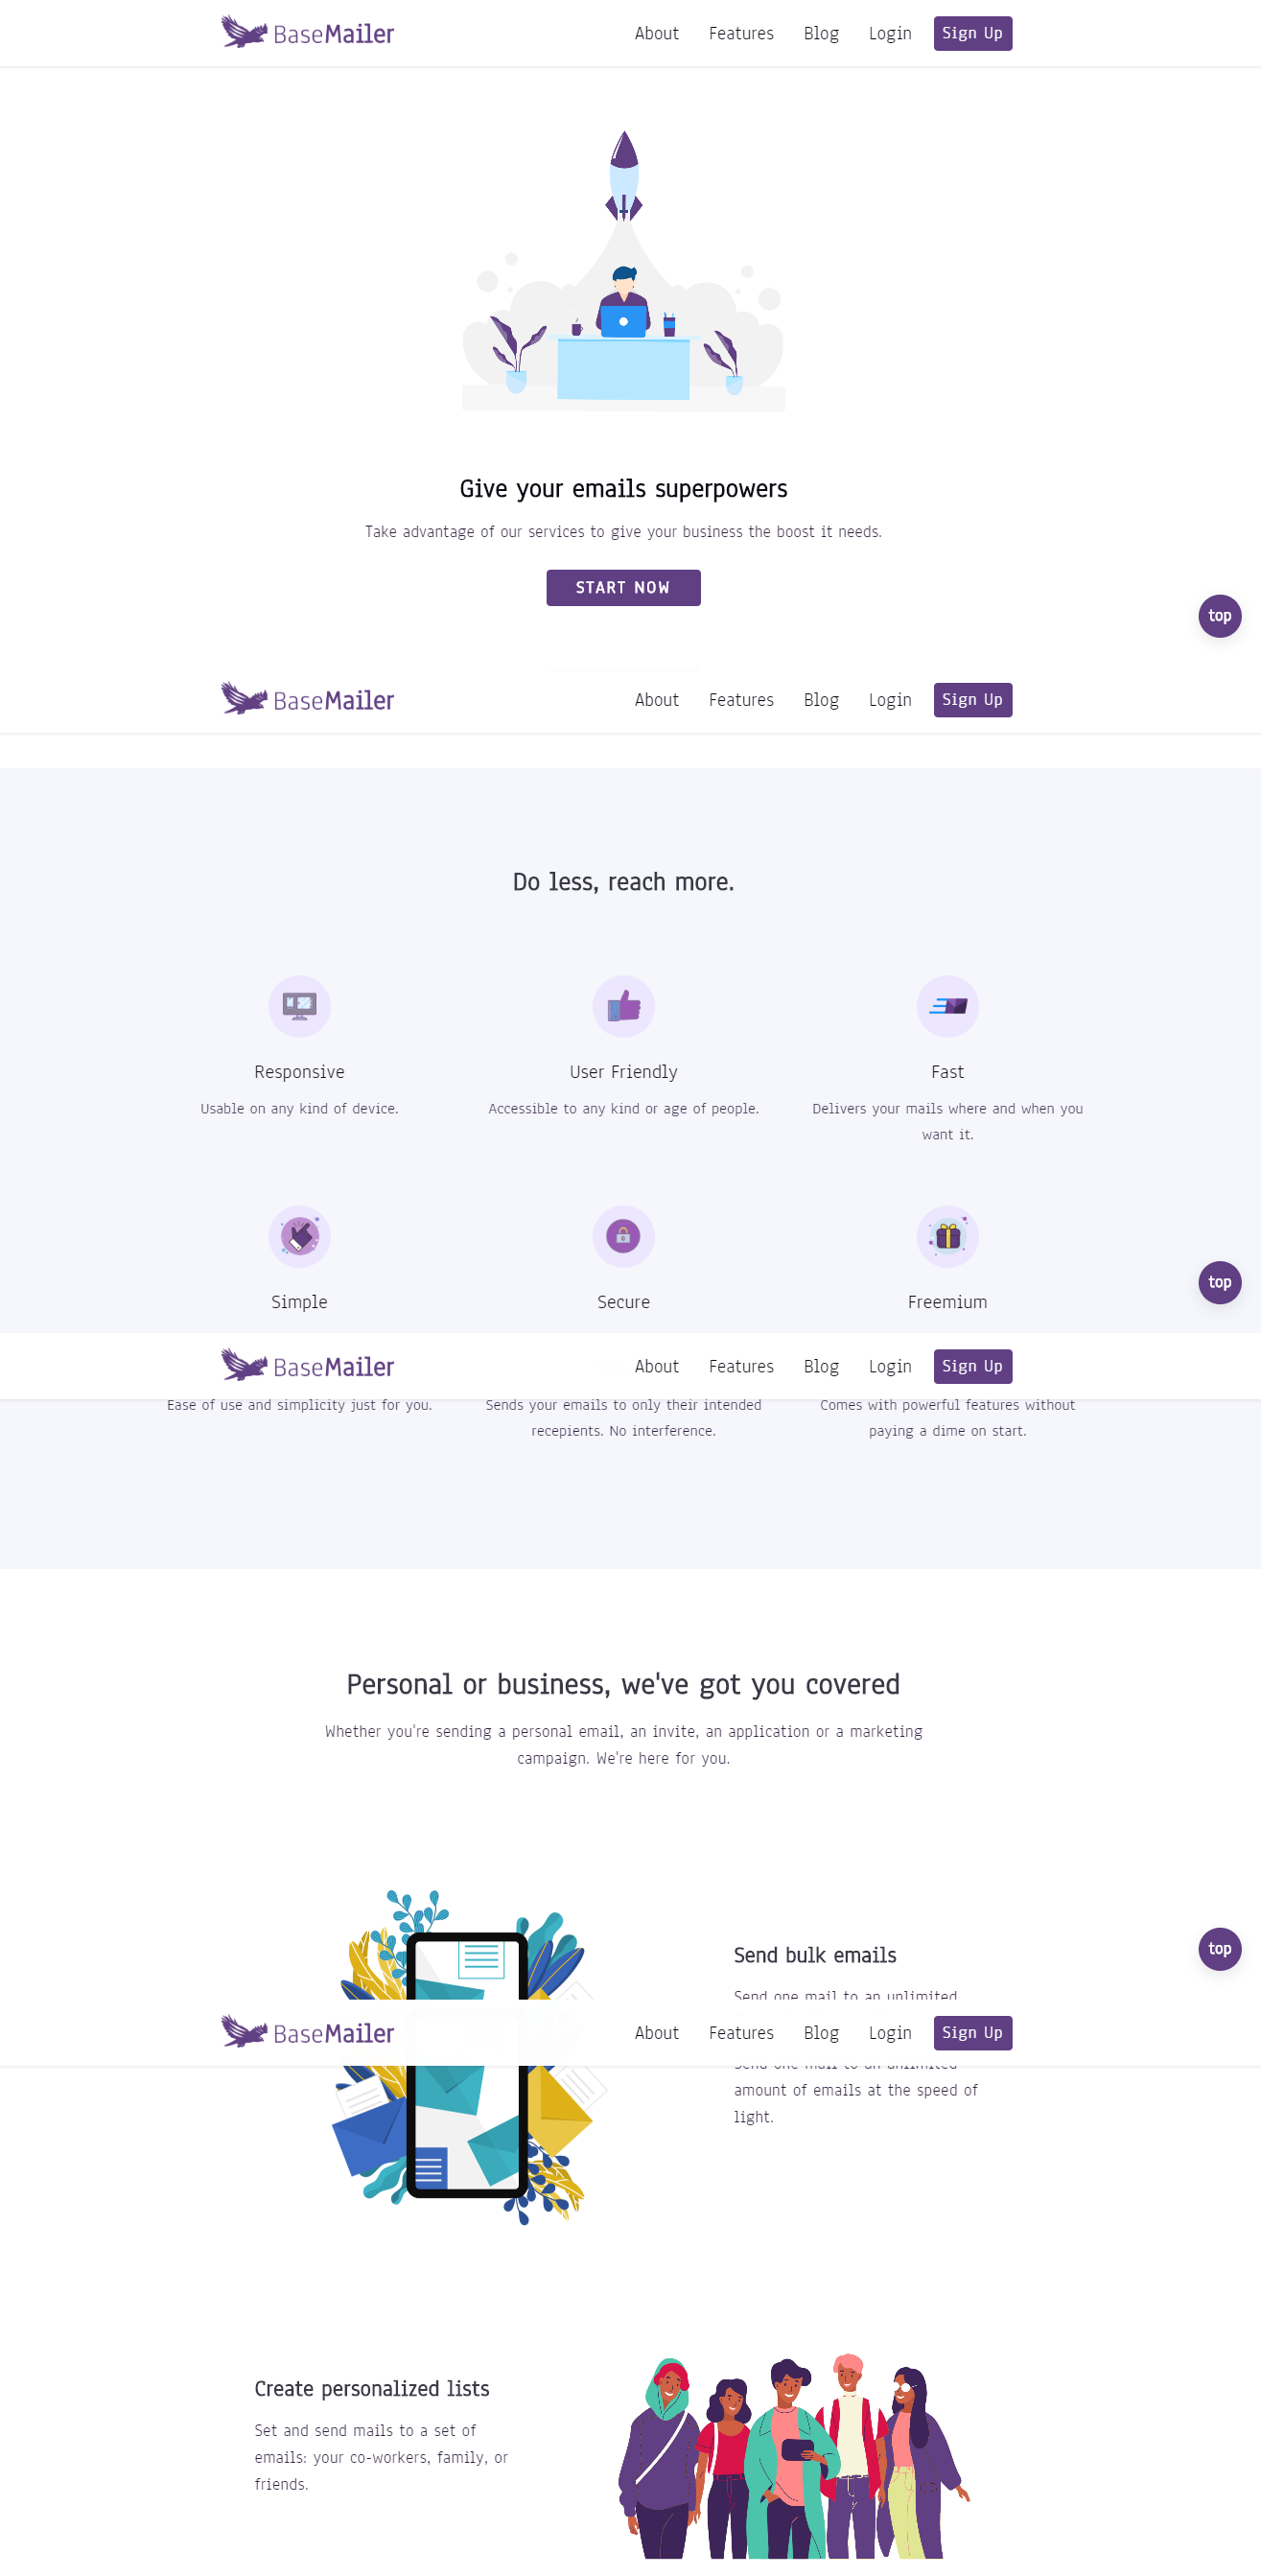 BaseMailer About Features Blog Login Sign Up
Give your emails superpowers
Take advantage of our services to give your business the boost it needs.
START NOW
top
BaseMailer About Features Blog Login Sign Up
Do less, reach more.
Responsive User Friendly Fast
Usable on any kind of device. Accessible to any kind or age of people. Delivers your mails where and when you
want it.
Simple Secure Freemium
top
BaseMailer About Features Blog Login Sign Up
Ease of use and simplicity just for you. Sends your emails to only their intended Comes with powerful features without
recepients. No interference. paying a dime on start.
Personal or business, we've got you covered
Whether you're sending a personal email, an invite, an application or a marketing
campaign. We're here for you.
top
Send bulk emails
Send one mail to an unlimited
BaseMailer About Features Blog Login Sign Up
Send one mail to an unlimited
amount of emails at the speed of
light.
Create personalized lists
Set and send mails to a set of
emails: your co-workers, family, or
friends.